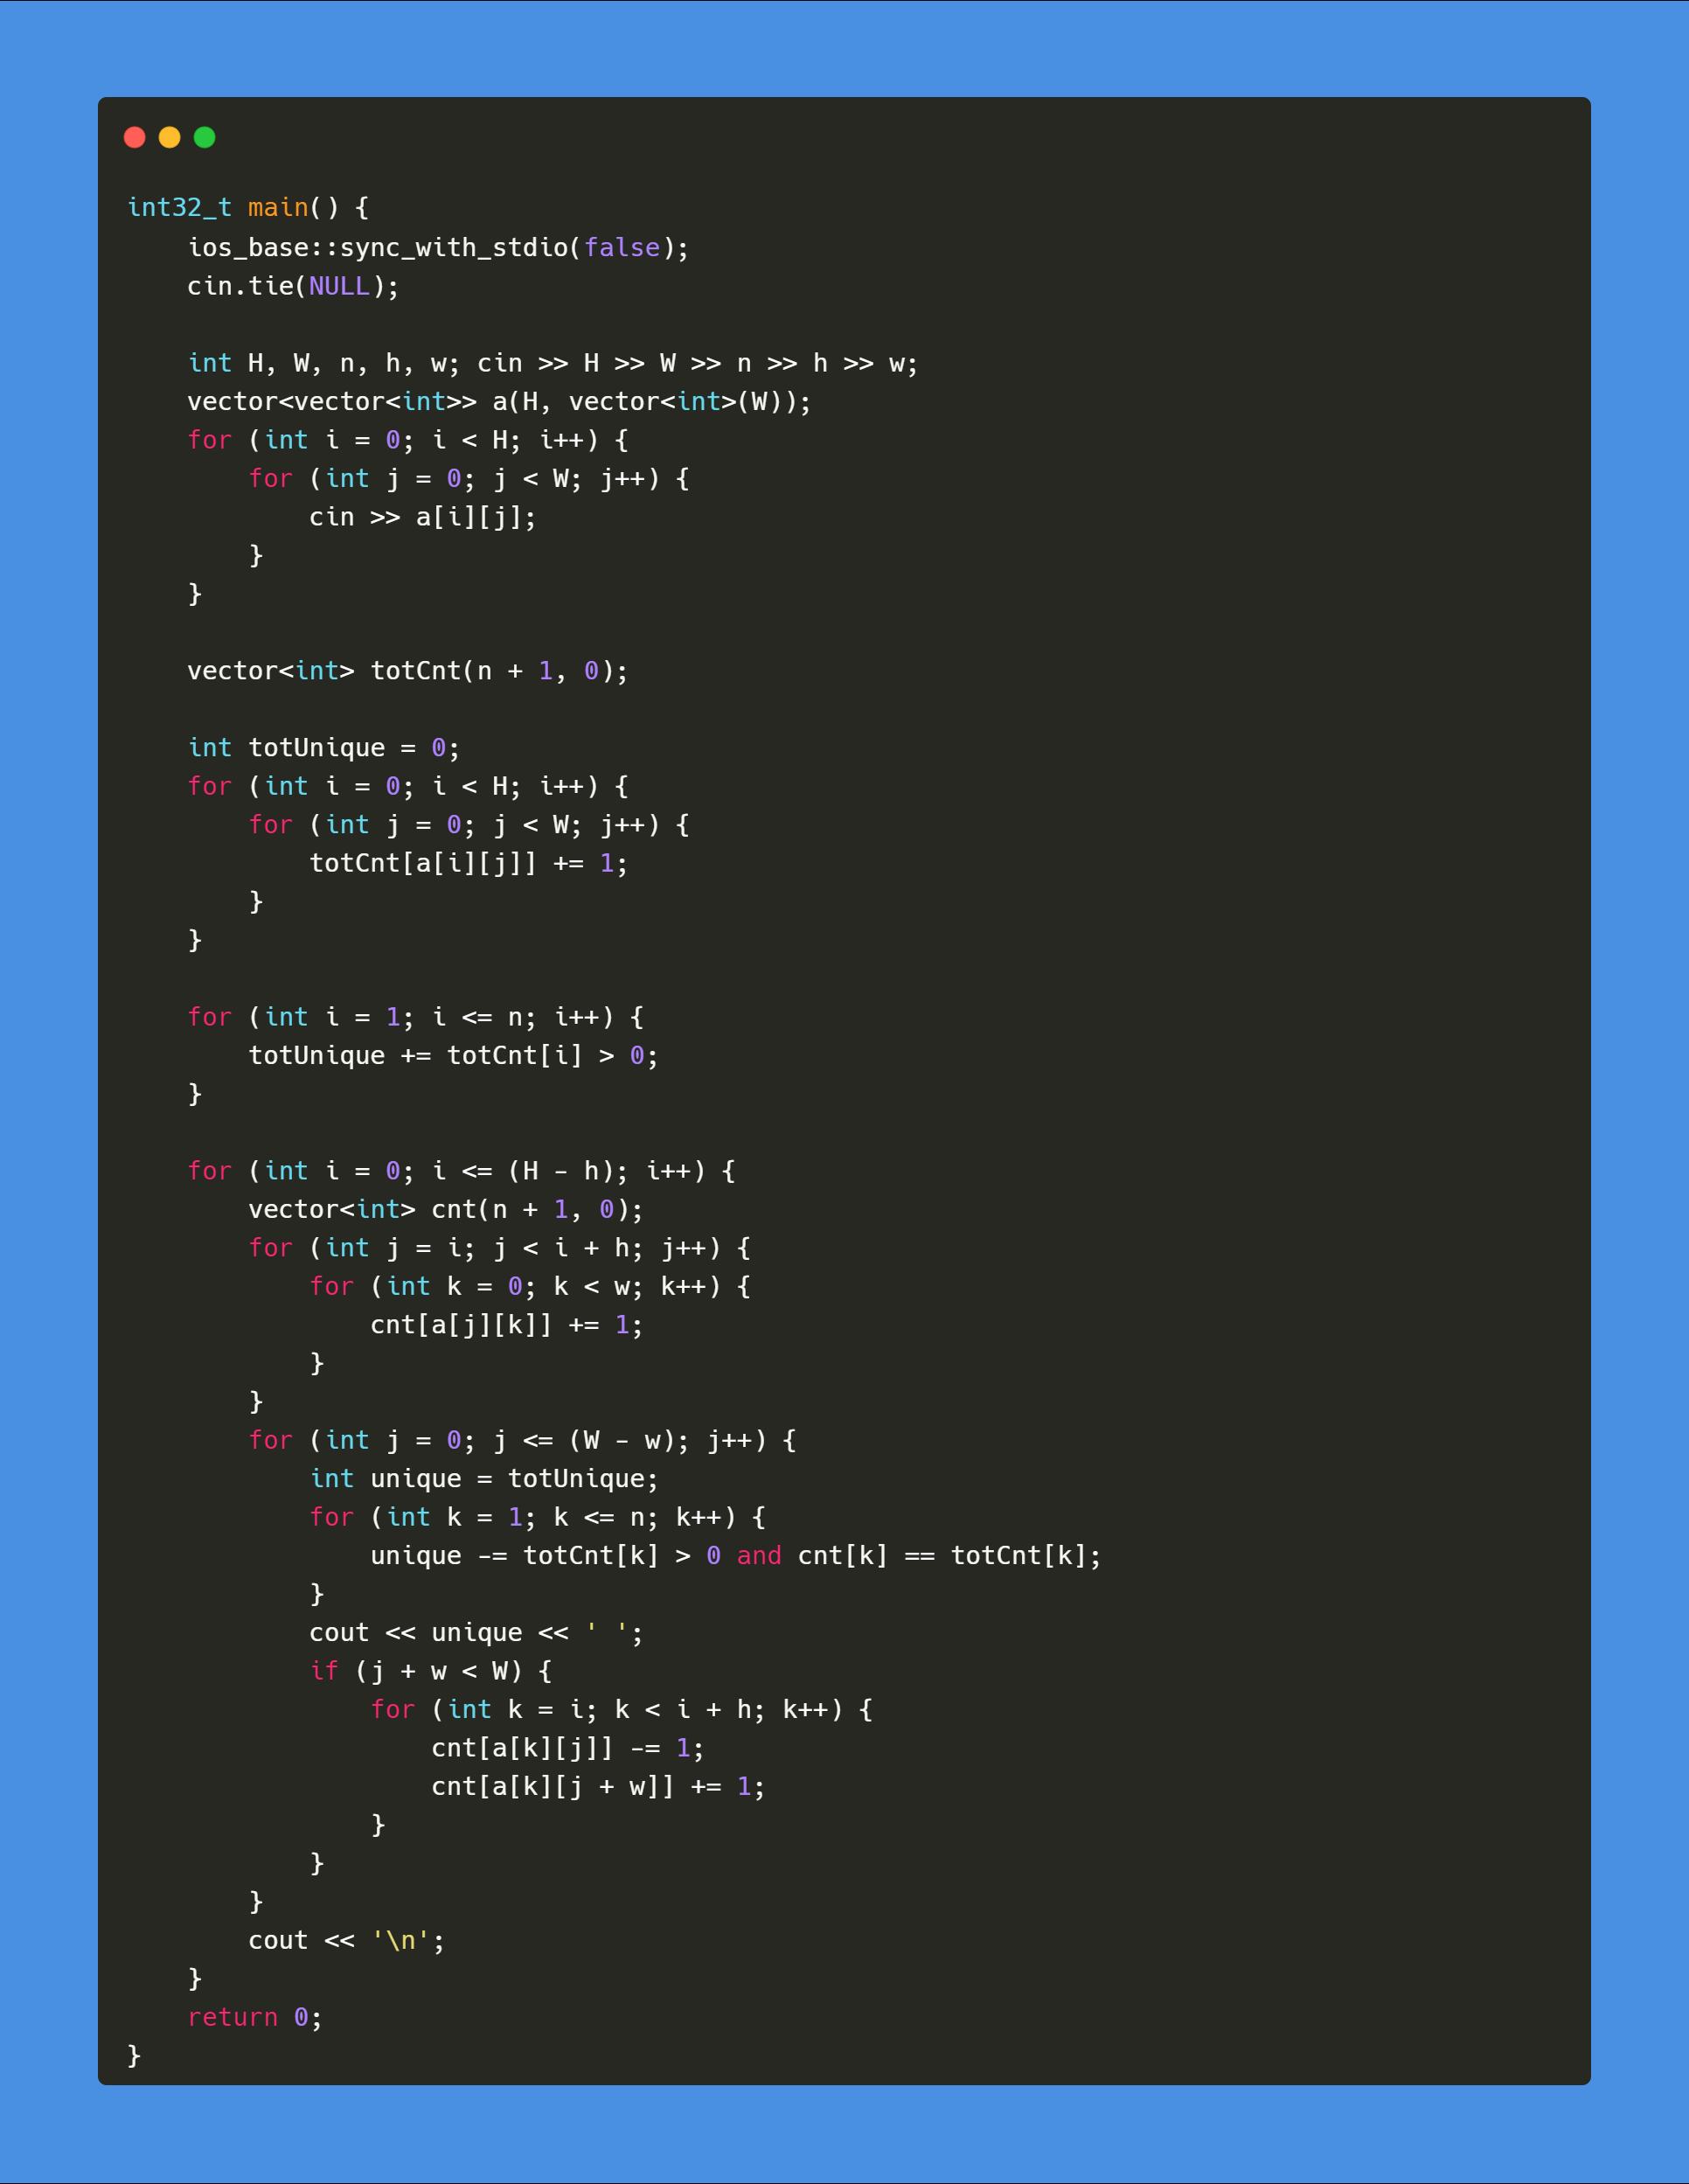 int32_t main() {
    ios_base::sync_with_stdio(false);
    cin.tie(NULL);

    int H, W, n, h, w; cin >> H >> W >> n >> h >> w;
    vector<vector<int>> a(H, vector<int>(W));
    for (int i = 0; i < H; i++) {
        for (int j = 0; j < W; j++) {
            cin >> a[i][j];
        }
    }

    vector<int> totCnt(n + 1, 0);

    int totUnique = 0;
    for (int i = 0; i < H; i++) {
        for (int j = 0; j < W; j++) {
            totCnt[a[i][j]] += 1;
        }
    }

    for (int i = 1; i <= n; i++) {
        totUnique += totCnt[i] > 0;
    }

    for (int i = 0; i <= (H - h); i++) {
        vector<int> cnt(n + 1, 0);
        for (int j = i; j < i + h; j++) {
            for (int k = 0; k < w; k++) {
                cnt[a[j][k]] += 1;
            }
        }
        for (int j = 0; j <= (W - w); j++) {
            int unique = totUnique;
            for (int k = 1; k <= n; k++) {
                unique -= totCnt[k] > 0 and cnt[k] == totCnt[k];
            }
            cout << unique << ' ';
            if (j + w < W) {
                for (int k = i; k < i + h; k++) {
                    cnt[a[k][j]] -= 1;
                    cnt[a[k][j + w]] += 1;
                }
            }
        }
        cout << '\n';
    }
    return 0;
}